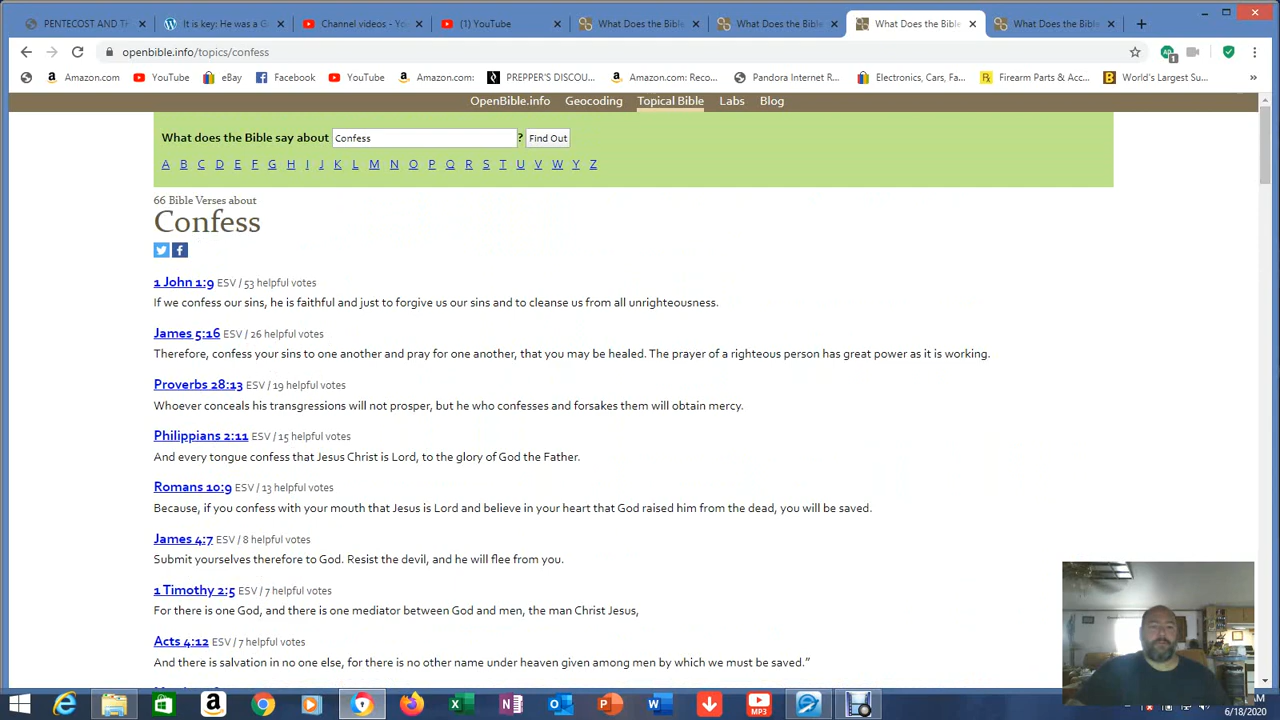 PENTECOST AND TH
It is key: He was a G
Channel videos - Yo
(1) YouTube
What Does the Bible
What Does the Bible
What Does the Bible
What Does the Bible
openbible.info/topics/confess
1
Amazon.com
YouTube
eBay
Facebook
YouTube
Amazon.com:
PREPPER'S DISCOU...
Amazon.com: Reco...
Pandora Internet R...
Electronics, Cars, Fa...
Firearm Parts & Acc...
World's Largest Su...
»
OpenBible.info Geocoding Topical Bible Labs Blog
What does the Bible say about Confess ? Find Out
A B C D E F G H I J K L M N O P Q R S T U V W Y Z
66 Bible Verses about
Confess
1 John 1:9 ESV / 53 helpful votes
If we confess our sins, he is faithful and just to forgive us our sins and to cleanse us from all unrighteousness.
James 5:16 ESV / 26 helpful votes
Therefore, confess your sins to one another and pray for one another, that you may be healed. The prayer of a righteous person has great power as it is working.
Proverbs 28:13 ESV / 19 helpful votes
Whoever conceals his transgressions will not prosper, but he who confesses and forsakes them will obtain mercy.
Philippians 2:11 ESV / 15 helpful votes
And every tongue confess that Jesus Christ is Lord, to the glory of God the Father.
Romans 10:9 ESV / 13 helpful votes
Because, if you confess with your mouth that Jesus is Lord and believe in your heart that God raised him from the dead, you will be saved.
James 4:7 ESV / 8 helpful votes
Submit yourselves therefore to God. Resist the devil, and he will flee from you.
1 Timothy 2:5 ESV / 7 helpful votes
For there is one God, and there is one mediator between God and men, the man Christ Jesus,
Acts 4:12 ESV / 7 helpful votes
And there is salvation in no one else, for there is no other name under heaven given among men by which we must be saved.”
MP3
6/18/2020